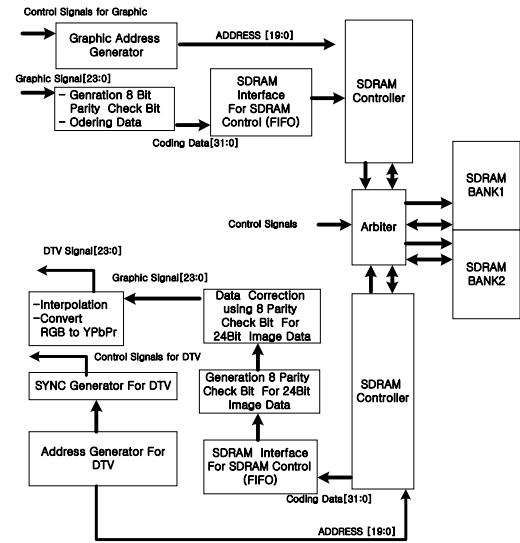 Control Signals for Graphic
Graphic Address
Generator
ADDRESS [19:0]
SDRAM
Controller
Graphic Signal[23:0]
- Genration 8 Bit
Parity Check Bit
- Odering Data
SDRAM
Interface
For SDRAM
Control (FIFO)
Coding Data[31:0]
SDRAM
BANK1
Control Signals
Arbiter
SDRAM
BANK2
DTV Signal[23:0]
Graphic Signal[23:0]
-Interpolation
-Convert
RGB to YPbPr
Data Correction
using 8 Parity
Check Bit For
24Bit Image Data
Control Signals for DTV
SYNC Generator For DTV
Generation 8 Parity
Check Bit For 24Bit
Image Data
SDRAM
Controller
Address Generator For
DTV
SDRAM Interface
For SDRAM Control
(FIFO)
Coding Data[31:0]
ADDRESS [19:0]